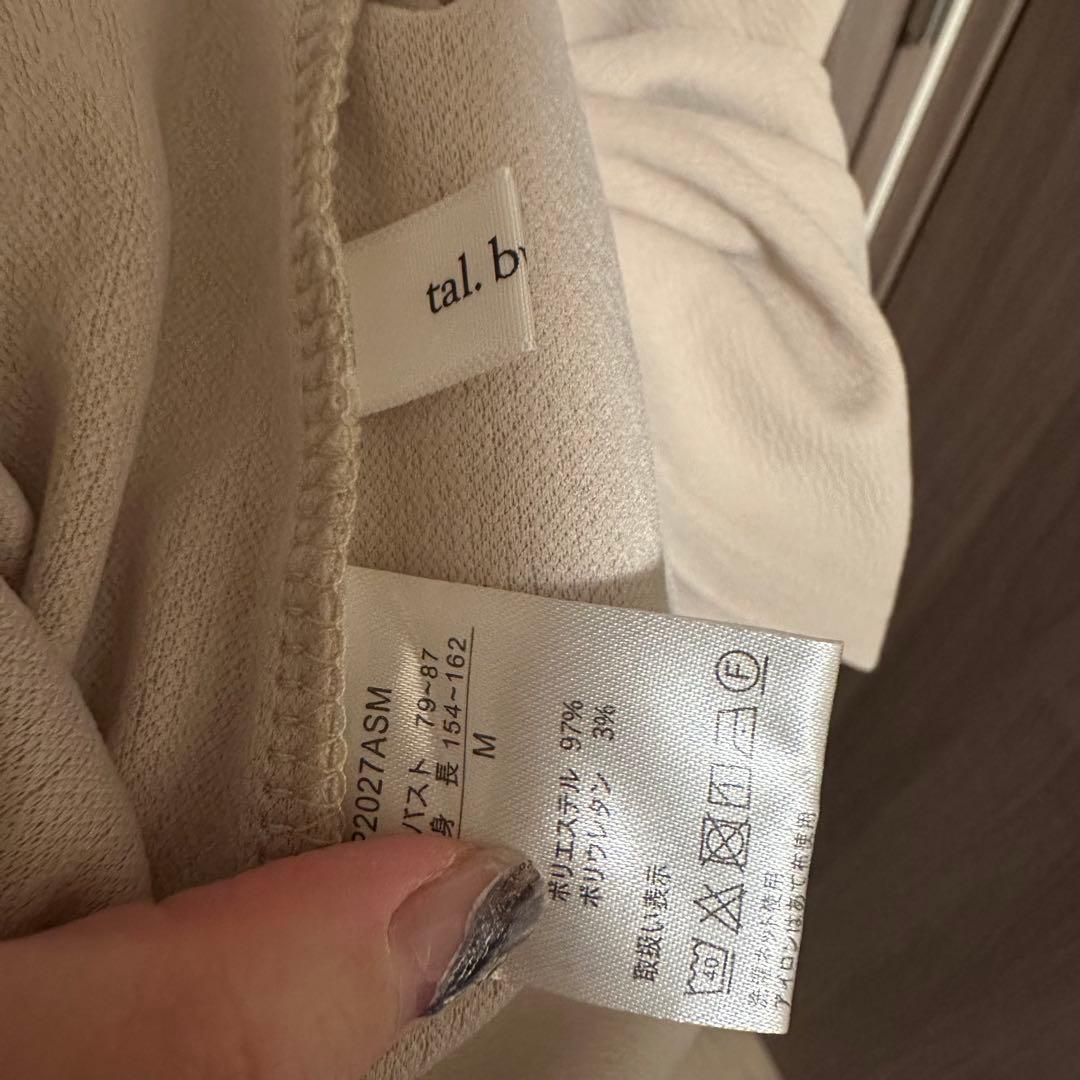 tal. b
P2027ASM
バスト 79~87
身 長 154~162
M
ポリエステル 97%
ポリウレタン 3%
取扱い表示
40
F
洗濯ネット使用
アイロンはあて布使用